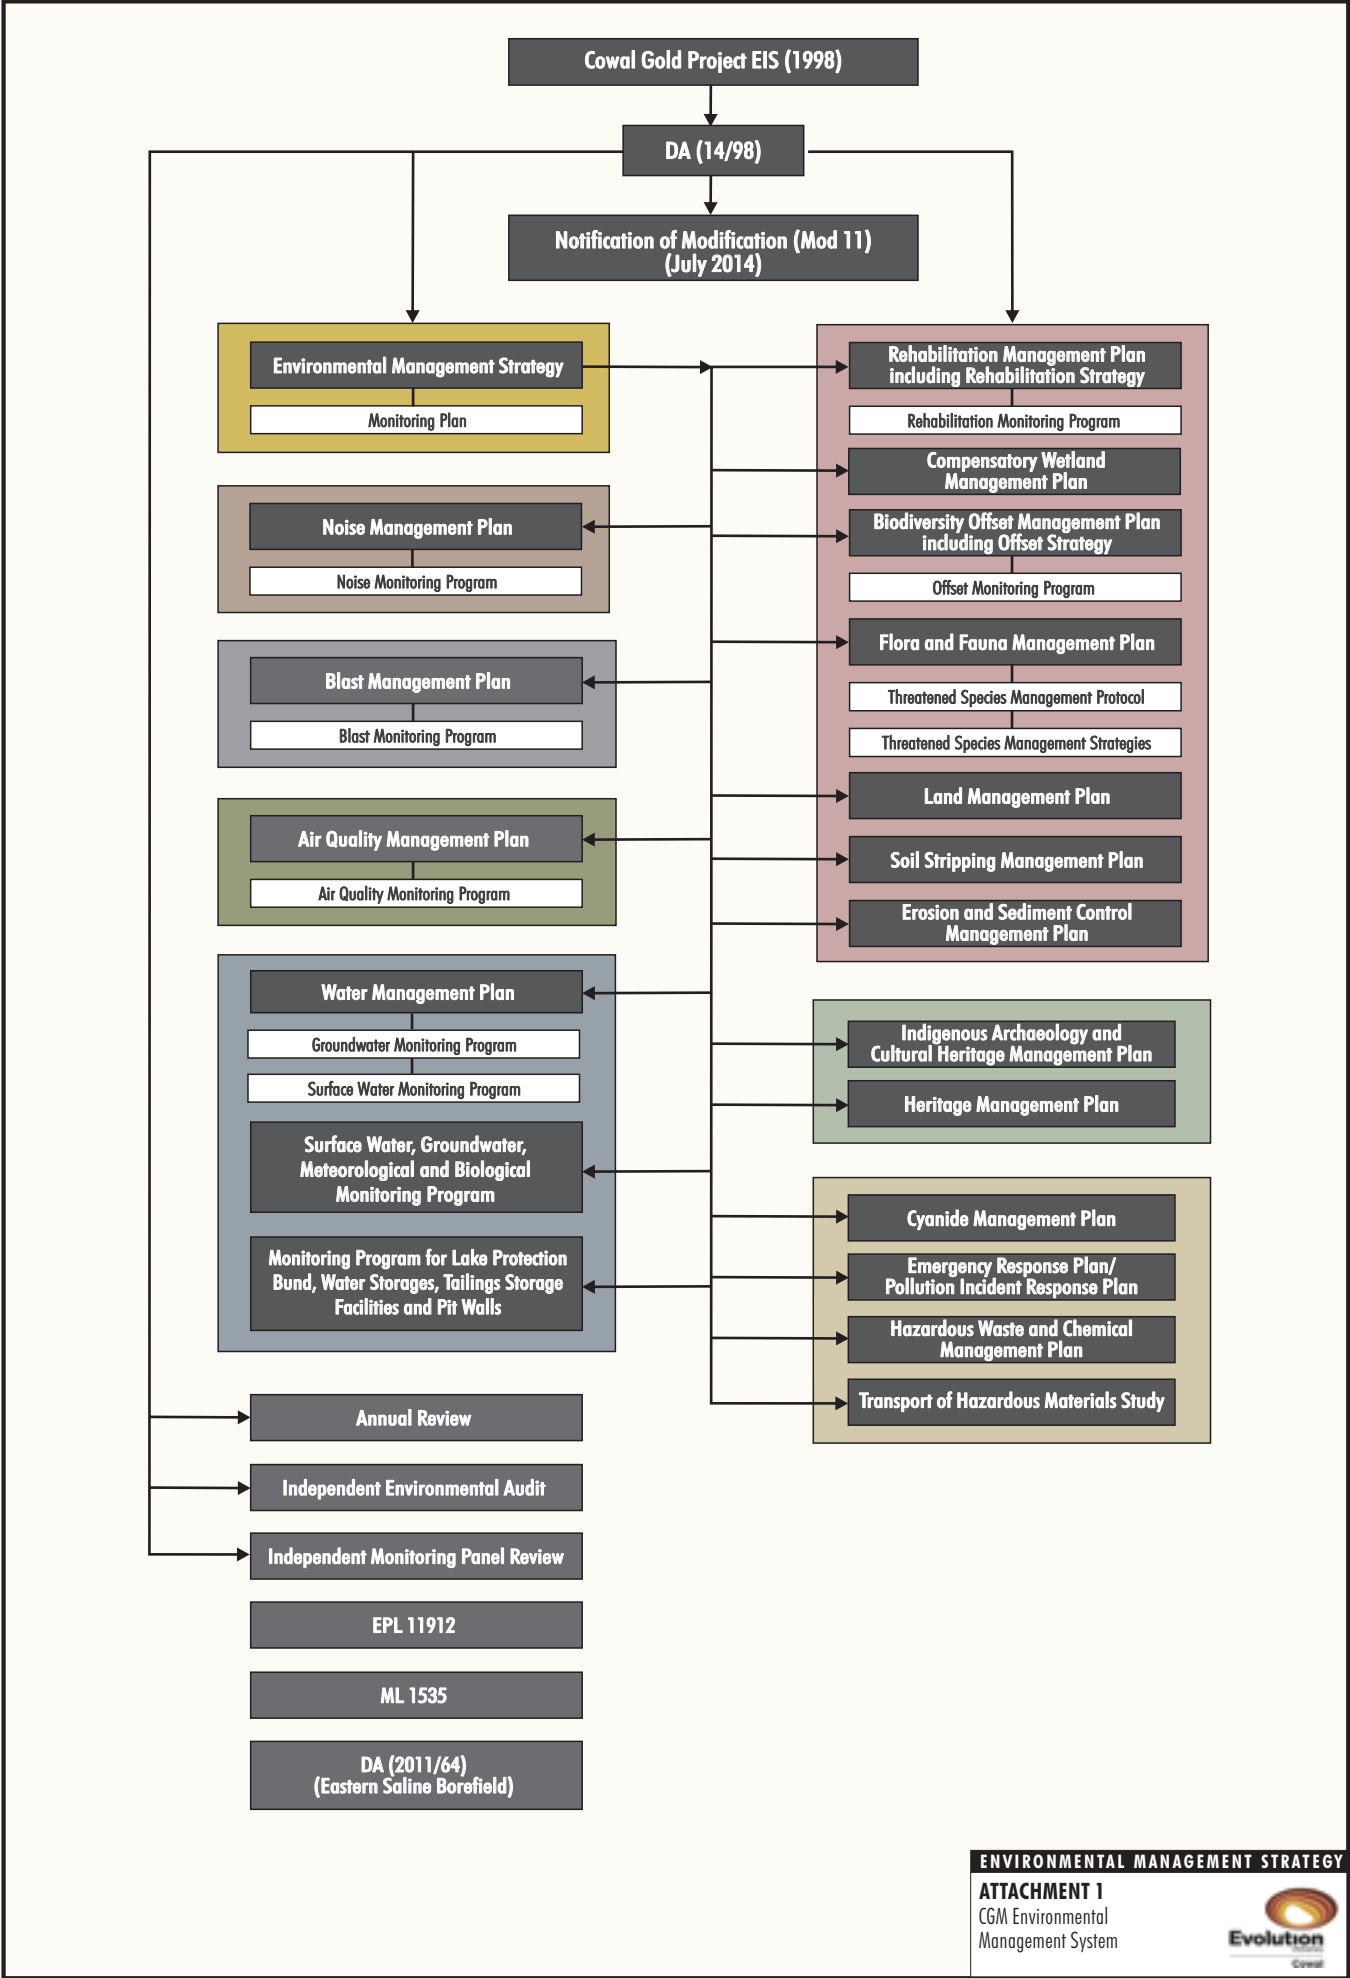 Cowal Gold Project EIS (1998)
DA (14/98)
Notification of Modification (Mod 11)
(July 2014)
Environmental Management Strategy
Monitoring Plan
Noise Management Plan
Noise Monitoring Program
Blast Management Plan
Blast Monitoring Program
Air Quality Management Plan
Air Quality Monitoring Program
Water Management Plan
Groundwater Monitoring Program
Surface Water Monitoring Program
Surface Water, Groundwater,
Meteorological and Biological
Monitoring Program
Monitoring Program for Lake Protection
Bund, Water Storages, Tailings Storage
Facilities and Pit Walls
Annual Review
Independent Environmental Audit
Independent Monitoring Panel Review
EPL 11912
ML 1535
DA (2011/64)
(Eastern Saline Borefield)
Rehabilitation Management Plan
including Rehabilitation Strategy
Rehabilitation Monitoring Program
Compensatory Wetland
Management Plan
Biodiversity Offset Management Plan
including Offset Strategy
Offset Monitoring Program
Flora and Fauna Management Plan
Threatened Species Management Protocol
Threatened Species Management Strategies
Land Management Plan
Soil Stripping Management Plan
Erosion and Sediment Control
Management Plan
Indigenous Archaeology and
Cultural Heritage Management Plan
Heritage Management Plan
Cyanide Management Plan
Emergency Response Plan/
Pollution Incident Response Plan
Hazardous Waste and Chemical
Management Plan
Transport of Hazardous Materials Study
ENVIRONMENTAL MANAGEMENT STRATEGY
ATTACHMENT 1
CGM Environmental
Management System
Evolution
Cowal